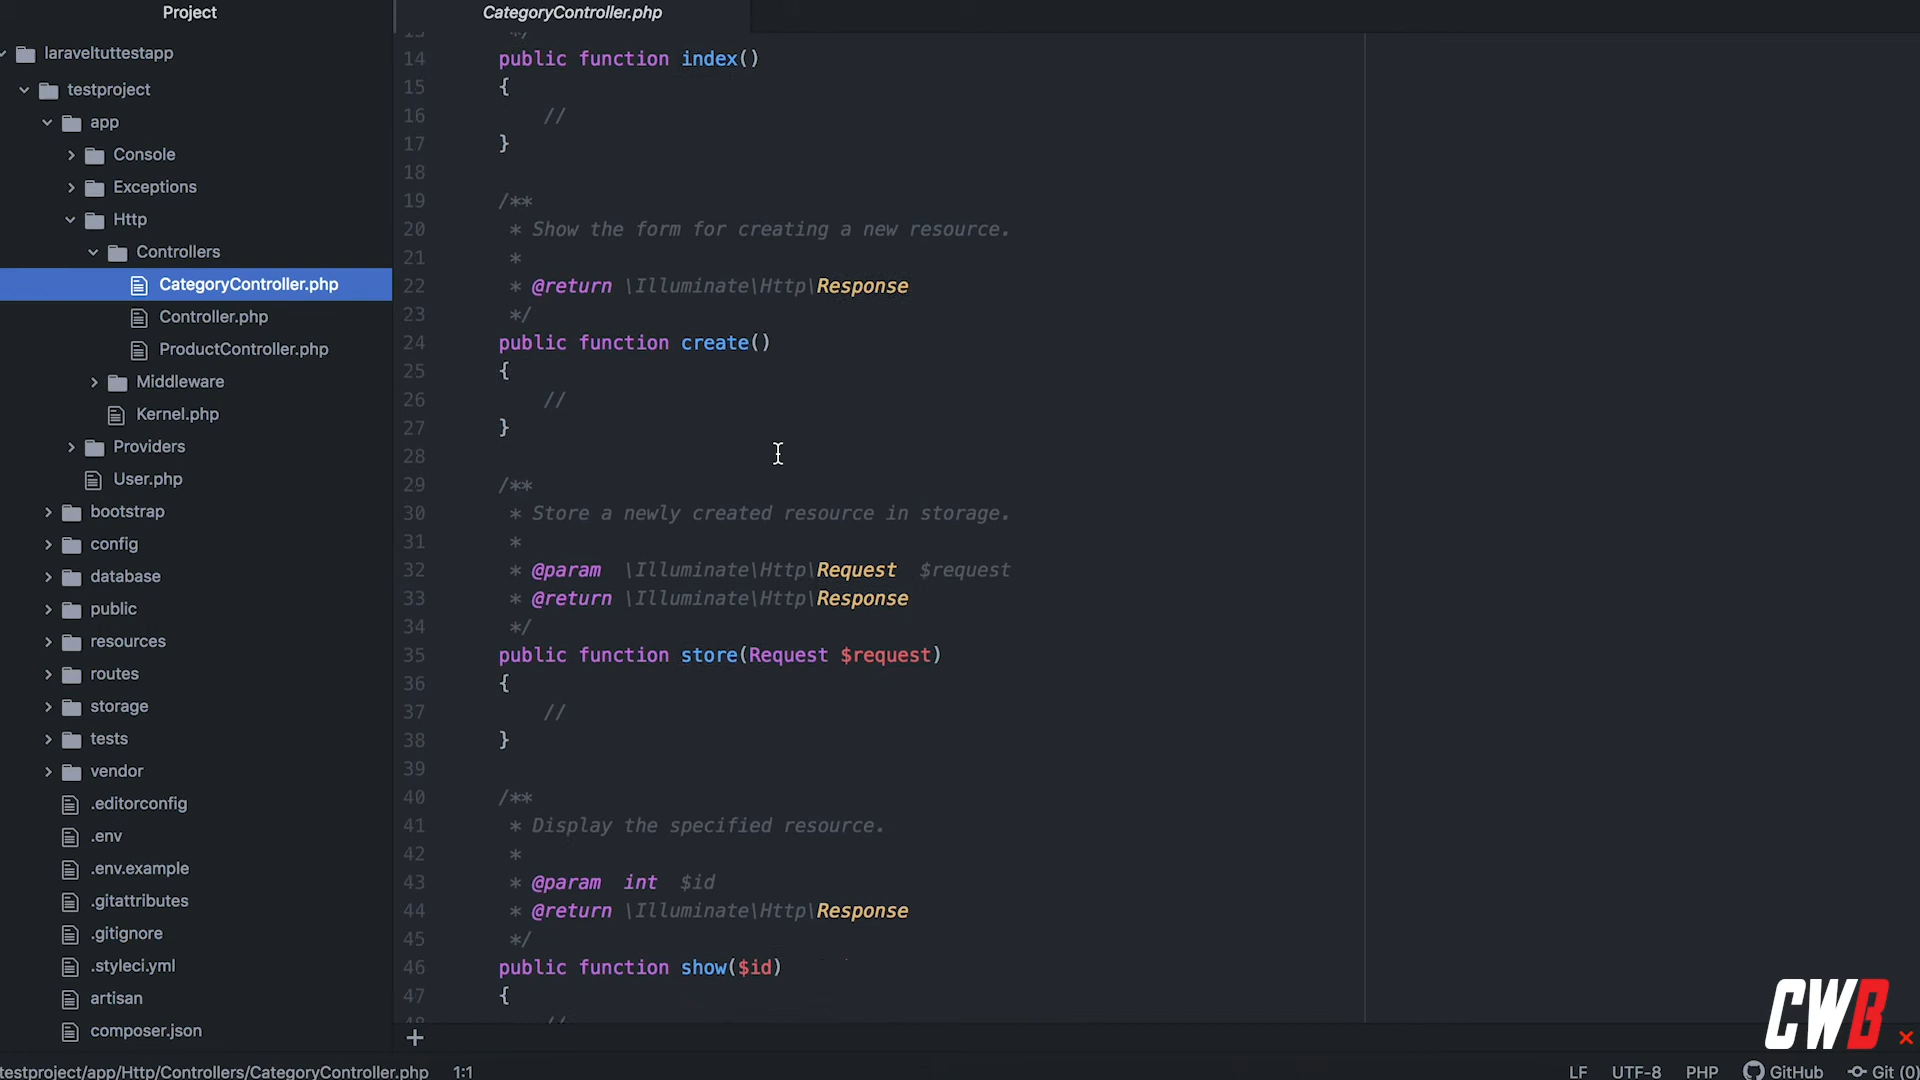 Project
laraveltuttestapp
testproject
app
Console
Exceptions
Http
Controllers
CategoryController.php
Controller.php
ProductController.php
Middleware
Kernel.php
Providers
User.php
bootstrap
config
database
public
resources
routes
storage
tests
vendor
.editorconfig
.env
.env.example
.gitattributes
.gitignore
.styleci.yml
artisan
composer.json
CategoryController.php
14 public function index()
15 {
16 //
17 }
18
19 /**
20 * Show the form for creating a new resource.
21 *
22 * @return \Illuminate\Http\Response
23 */
24 public function create()
25 {
26 //
27 }
28
29 /**
30 * Store a newly created resource in storage.
31 *
32 * @param  \Illuminate\Http\Request  $request
33 * @return \Illuminate\Http\Response
34 */
35 public function store(Request $request)
36 {
37 //
38 }
39
40 /**
41 * Display the specified resource.
42 *
43 * @param  int  $id
44 * @return \Illuminate\Http\Response
45 */
46 public function show($id)
47 {
48 //
+
CWB
testproject/app/Http/Controllers/CategoryController.php 1:1 LF UTF-8 PHP GitHub Git (0)